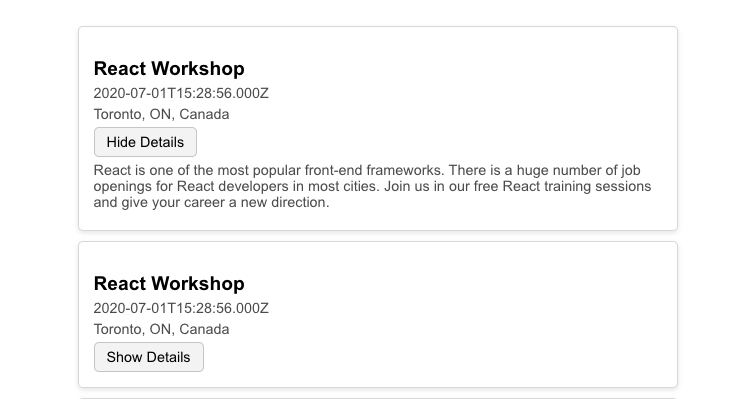 React Workshop
2020-07-01T15:28:56.000Z
Toronto, ON, Canada
Hide Details
React is one of the most popular front-end frameworks. There is a huge number of job
openings for React developers in most cities. Join us in our free React training sessions
and give your career a new direction.
React Workshop
2020-07-01T15:28:56.000Z
Toronto, ON, Canada
Show Details